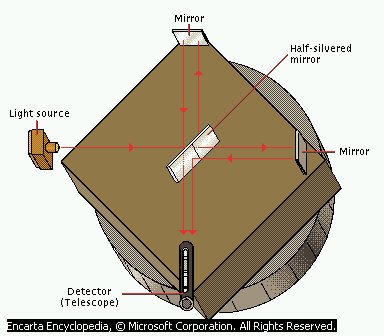 Mirror
Half-silvered
mirror
Light source
Mirror
Detector
(Telescope)
Encarta Encyclopedia, © Microsoft Corporation. All Rights Reserved.